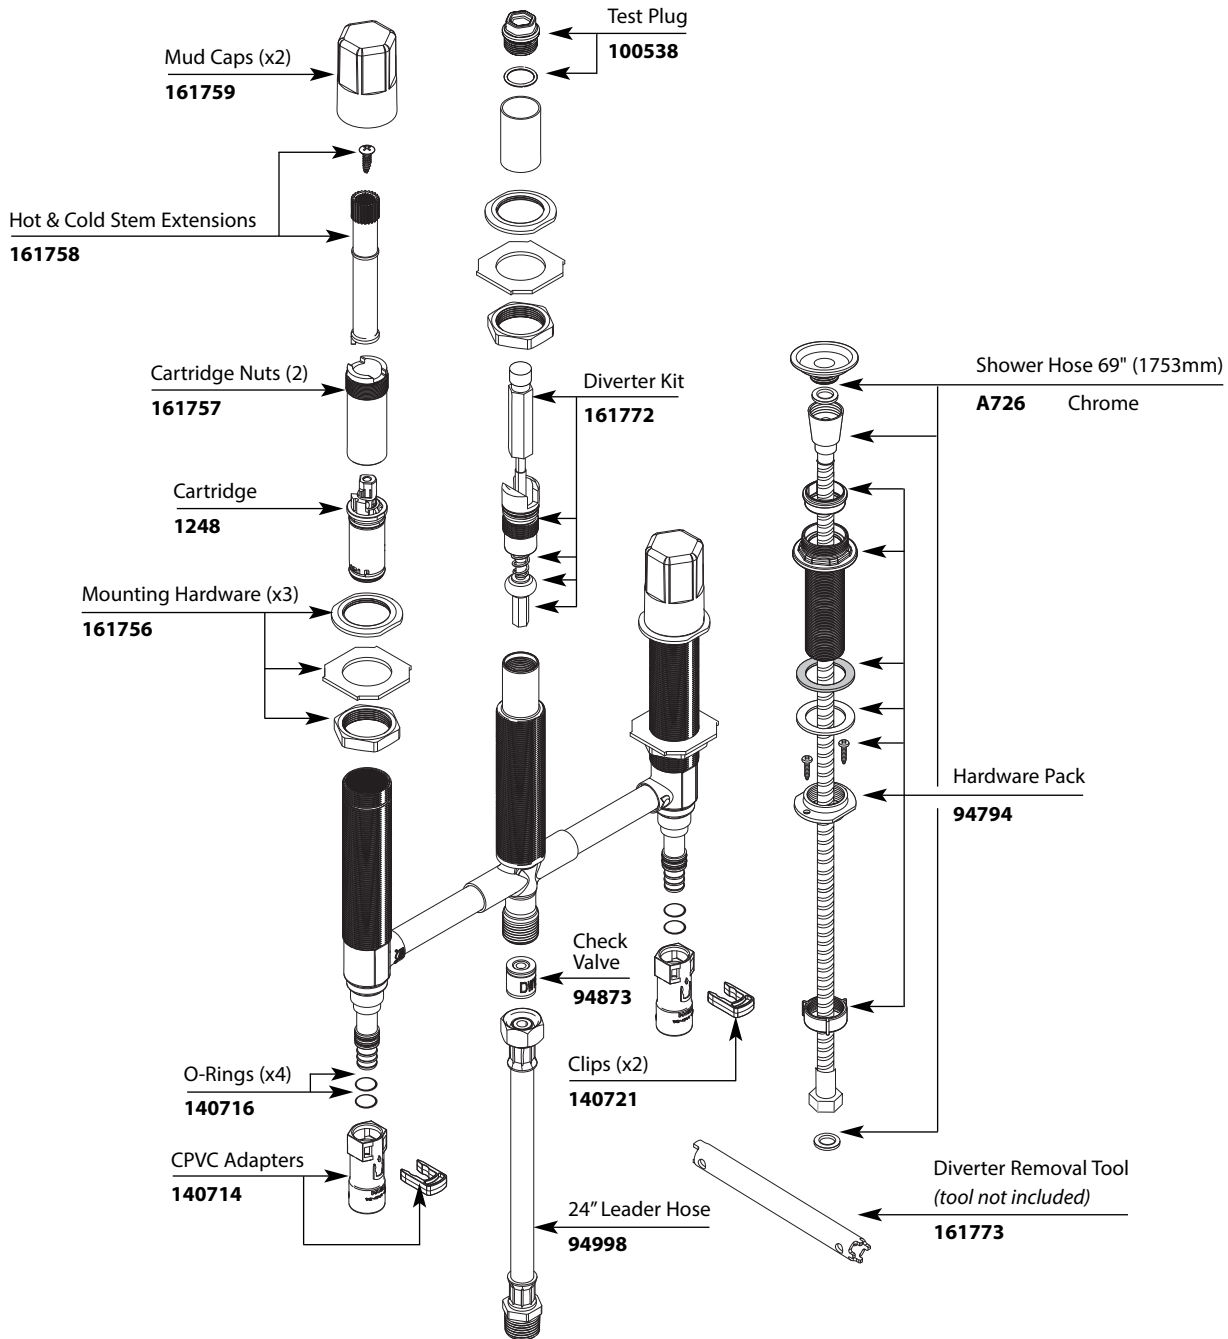 Test Plug
100538
Mud Caps (x2)
161759
Hot & Cold Stem Extensions
161758
Cartridge Nuts (2)
161757
Diverter Kit
161772
Shower Hose 69" (1753mm)
A726 Chrome
Cartridge
1248
Mounting Hardware (x3)
161756
Hardware Pack
94794
Check
Valve
94873
Clips (x2)
140721
O-Rings (x4)
140716
CPVC Adapters
140714
24” Leader Hose
94998
Diverter Removal Tool
(tool not included)
161773